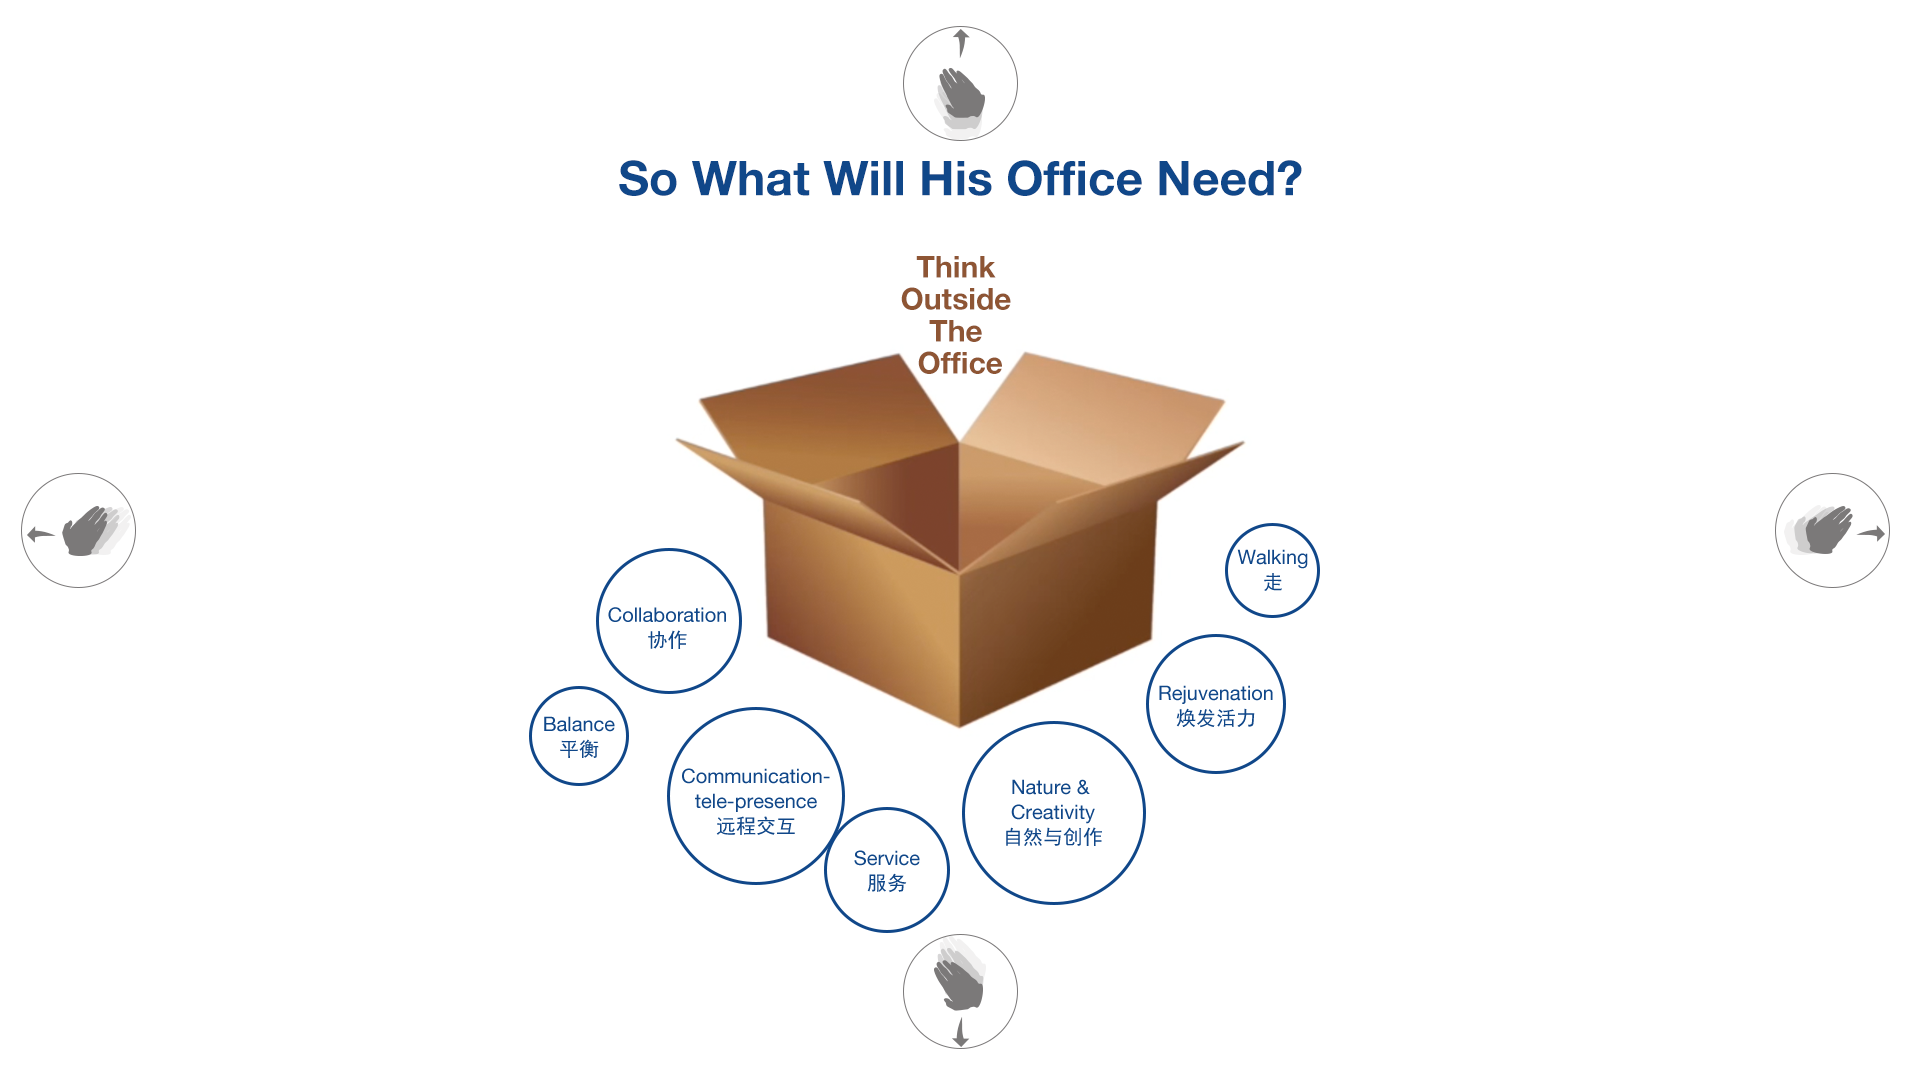 So What Will His Office Need?
Think
Outside
The
Office
Walking
走
Collaboration
协作
Rejuvenation
焕发活力
Balance
平衡
Communication-
tele-presence
远程交互
Nature &
Creativity
自然与创作
Service
服务